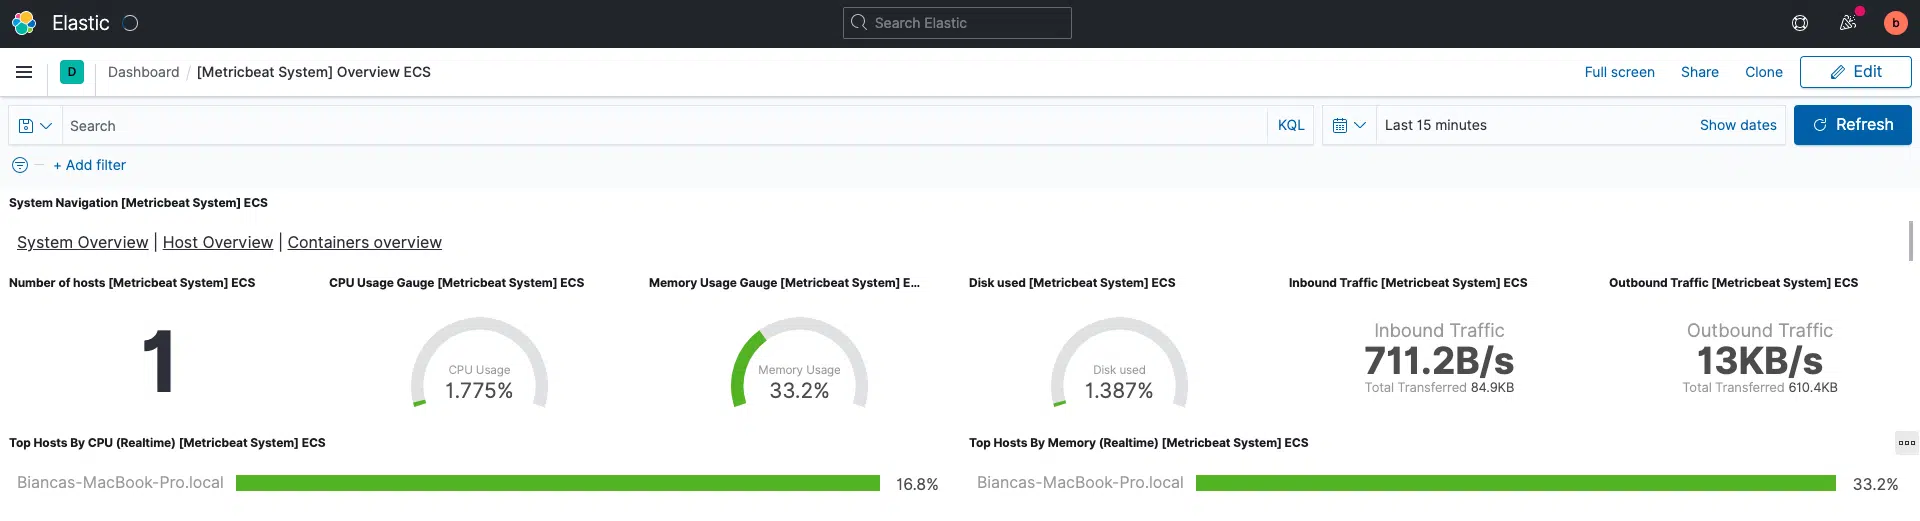 Elastic
Search Elastic
b
D
Dashboard / [Metricbeat System] Overview ECS
Full screen
Share
Clone
Edit
Search
KQL
Last 15 minutes
Show dates
Refresh
+ Add filter
System Navigation [Metricbeat System] ECS
System Overview | Host Overview | Containers overview
Number of hosts [Metricbeat System] ECS
1
CPU Usage Gauge [Metricbeat System] ECS
CPU Usage
1.775%
Memory Usage Gauge [Metricbeat System] E...
Memory Usage
33.2%
Disk used [Metricbeat System] ECS
Disk used
1.387%
Inbound Traffic [Metricbeat System] ECS
Inbound Traffic
711.2B/s
Total Transferred 84.9KB
Outbound Traffic [Metricbeat System] ECS
Outbound Traffic
13KB/s
Total Transferred 610.4KB
Top Hosts By CPU (Realtime) [Metricbeat System] ECS
Biancas-MacBook-Pro.local 16.8%
Top Hosts By Memory (Realtime) [Metricbeat System] ECS
Biancas-MacBook-Pro.local 33.2%